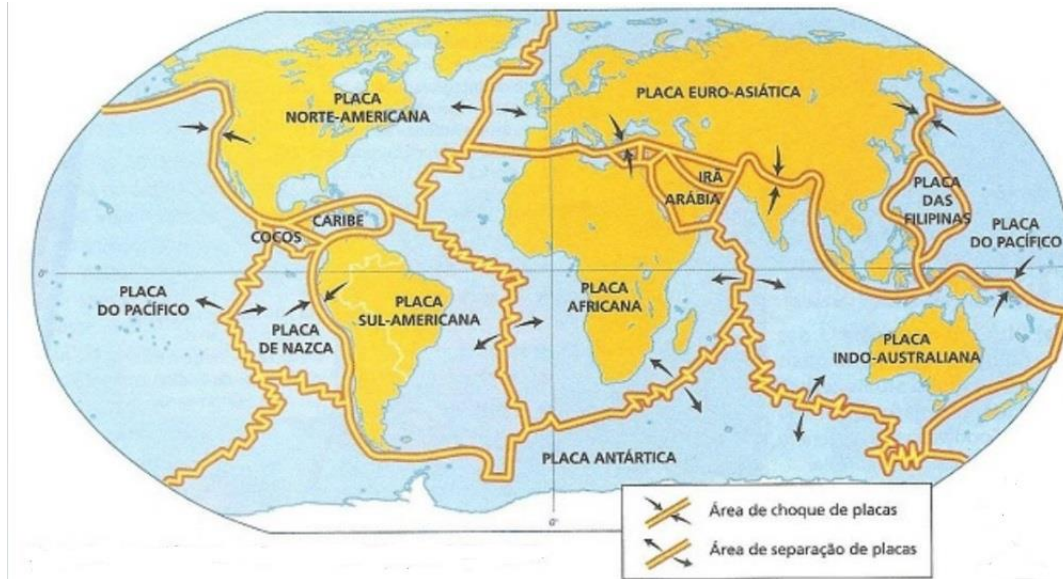 PLACA
NORTE-AMERICANA
PLACA EURO-ASIÁTICA
IRÃ
ARÁBIA
PLACA
DAS
FILIPINAS
PLACA
DO PACÍFICO
CARIBE
COCOS
0°
PLACA
DO PACÍFICO
PLACA
DE NAZCA
PLACA
SUL-AMERICANA
PLACA
AFRICANA
PLACA
INDO-AUSTRALIANA
PLACA ANTÁRTICA
0°
Área de choque de placas
Área de separação de placas